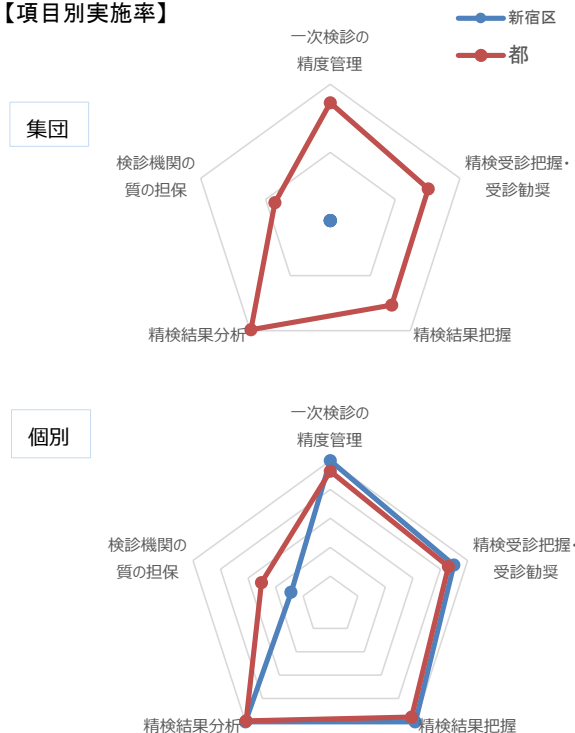 【項目別実施率】
新宿区
都
集団
一次検診の
精度管理
精検受診把握・
受診勧奨
精検結果把握
精検結果分析
検診機関の
質の担保
個別
一次検診の
精度管理
精検受診把握・
受診勧奨
精検結果把握
精検結果分析
検診機関の
質の担保